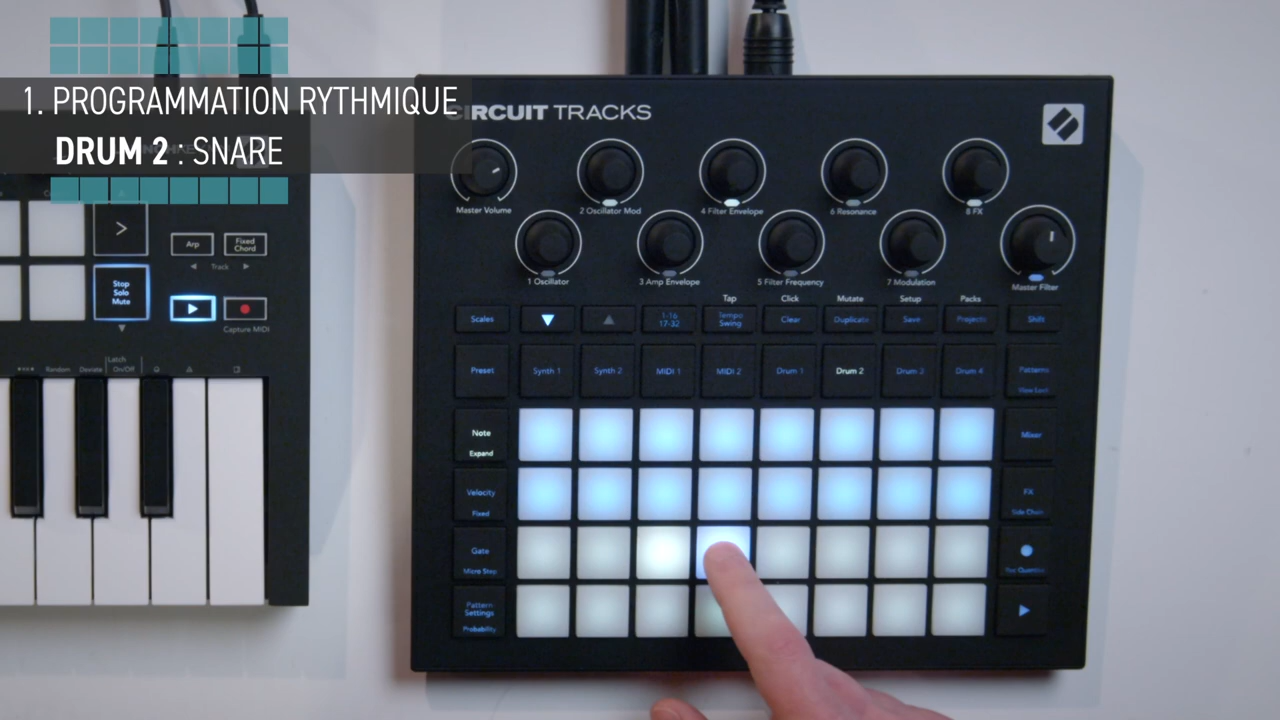 1. PROGRAMMATION RYTHMIQUE
DRUM 2 : SNARE
CIRCUIT TRACKS
Master Volume
2 Oscillator Mod
4 Filter Envelope
6 Resonance
8 FX
1 Oscillator
3 Amp Envelope
5 Filter Frequency
7 Modulation
Master Filter
Tap
Click
Mutate
Setup
Packs
Scales
▼
▲
1-16
17-32
Tempo
Swing
Clear
Duplicate
Save
Projects
Shift
Preset
Synth 1
Synth 2
MIDI 1
MIDI 2
Drum 1
Drum 2
Drum 3
Drum 4
Patterns
View Save
Note
Expand
Mixer
Velocity
Fixed
FX
Side Chain
Gate
Micro Step
Pattern
Settings
Probability
>
Arp
Fixed
Chord
◀ Track ▶
Stop
Solo
Mute
Capture MIDI
Random
Deviate
Latch
On/Off